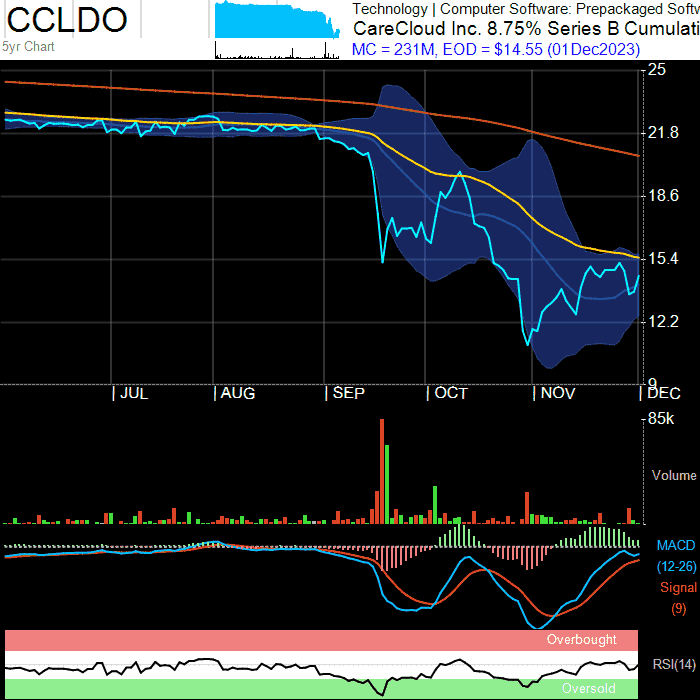 CCLDO
5yr Chart
Technology | Computer Software: Prepackaged Softw
CareCloud Inc. 8.75% Series B Cumulati
MC = 231M, EOD = $14.55 (01Dec2023)
25
21.8
18.6
15.4
12.2
9
JUL AUG SEP OCT NOV DEC
85k
Volume
MACD
(12-26)
Signal
(9)
Overbought
RSI(14)
Oversold